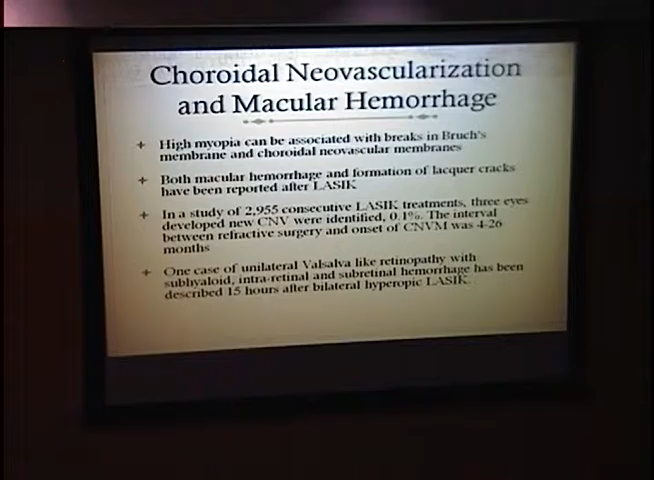 Choroidal Neovascularization
and Macular Hemorrhage
High myopia can be associated with breaks in Bruch's
membrane and choroidal neovascular membranes
Both macular hemorrhage and formation of lacquer cracks
have been reported after LASIK
In a study of 2,955 consecutive LASIK treatments, three eyes
developed new CNV were identified, 0.1%. The interval
between refractive surgery and onset of CNVM was 4-26
months
One case of unilateral Valsalva like retinopathy with
subhyaloid, intra-retinal and subretinal hemorrhage has been
described 15 hours after bilateral hyperopic LASIK.